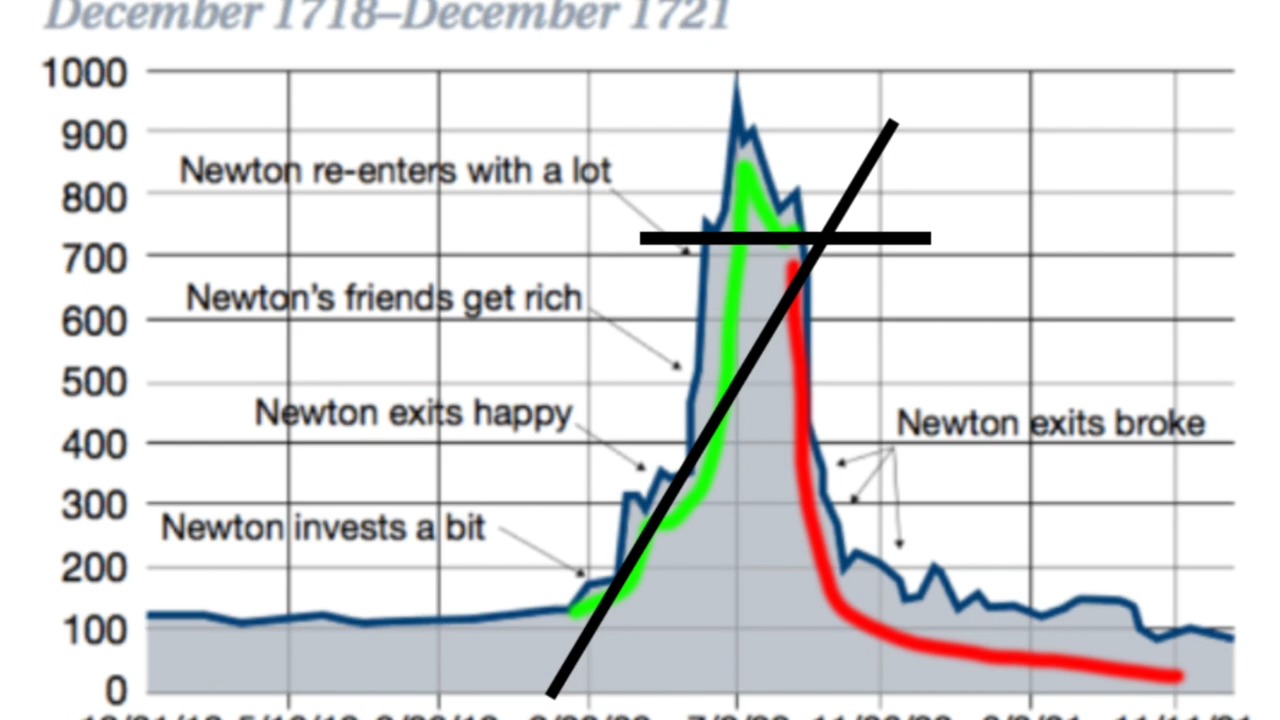 December 1718–December 1721
1000
900
Newton re-enters with a lot
800
700
Newton's friends get rich
600
500
Newton exits happy
Newton exits broke
400
300
Newton invests a bit
200
100
0